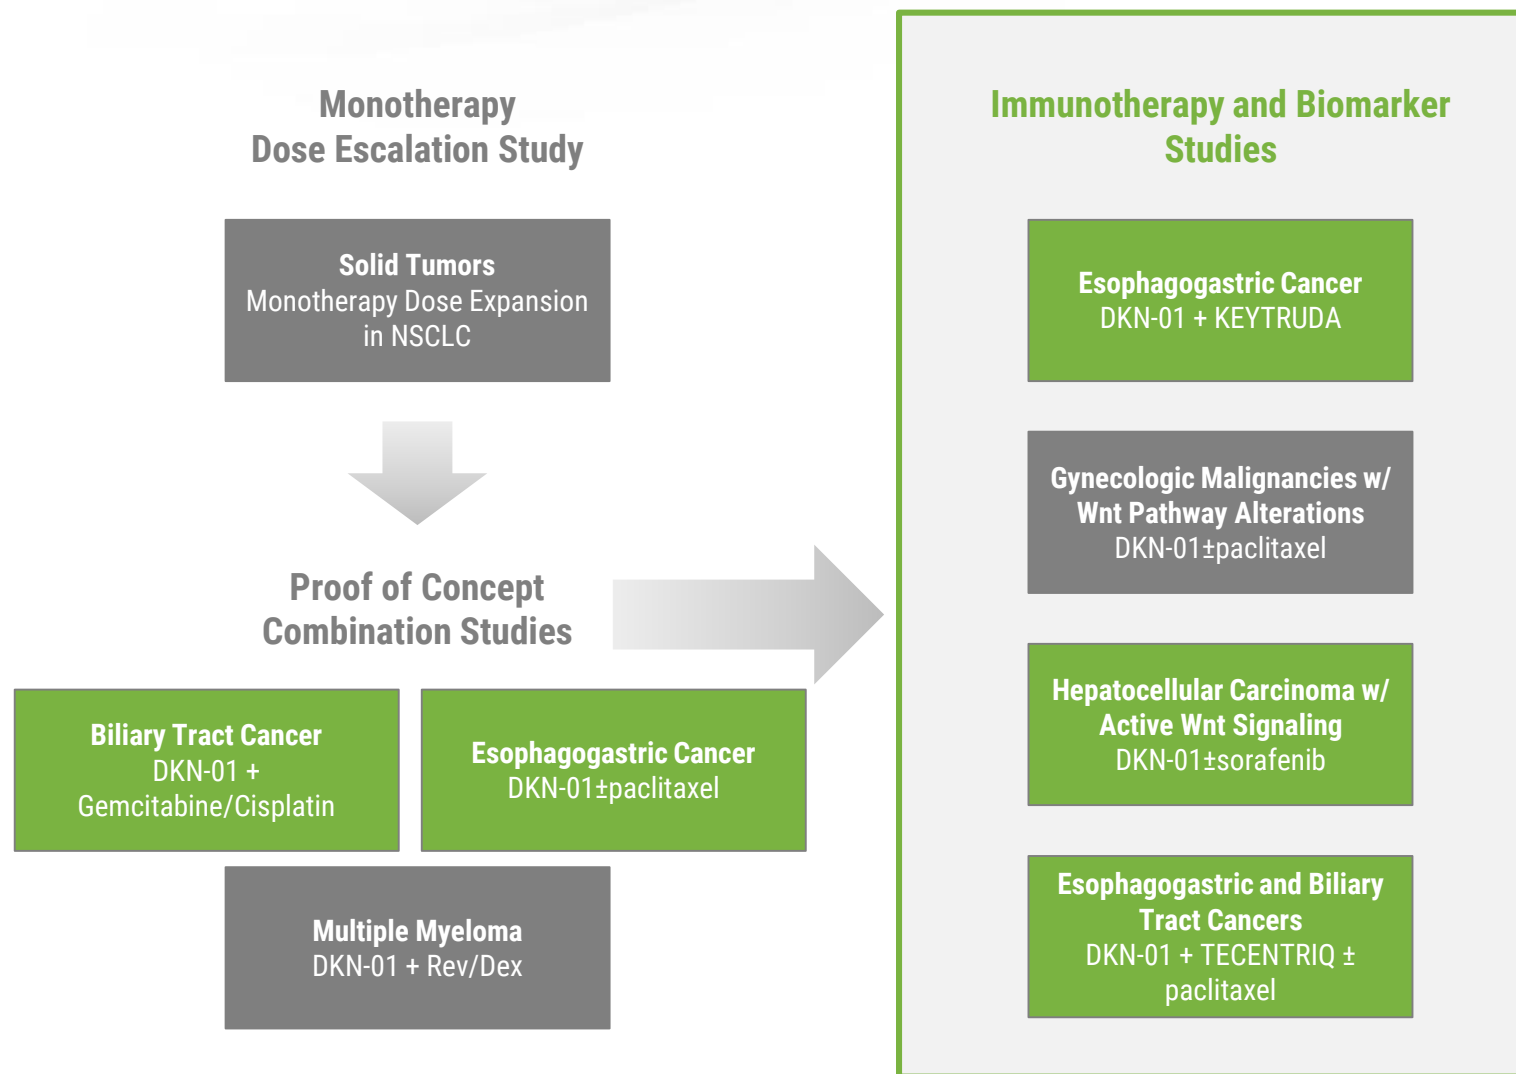 Monotherapy
Dose Escalation Study
Solid Tumors
Monotherapy Dose Expansion
in NSCLC
Proof of Concept
Combination Studies
Biliary Tract Cancer
DKN-01 +
Gemcitabine/Cisplatin
Esophagogastric Cancer
DKN-01±paclitaxel
Multiple Myeloma
DKN-01 + Rev/Dex
Immunotherapy and Biomarker
Studies
Esophagogastric Cancer
DKN-01 + KEYTRUDA
Gynecologic Malignancies w/
Wnt Pathway Alterations
DKN-01±paclitaxel
Hepatocellular Carcinoma w/
Active Wnt Signaling
DKN-01±sorafenib
Esophagogastric and Biliary
Tract Cancers
DKN-01 + TECENTRIQ ±
paclitaxel